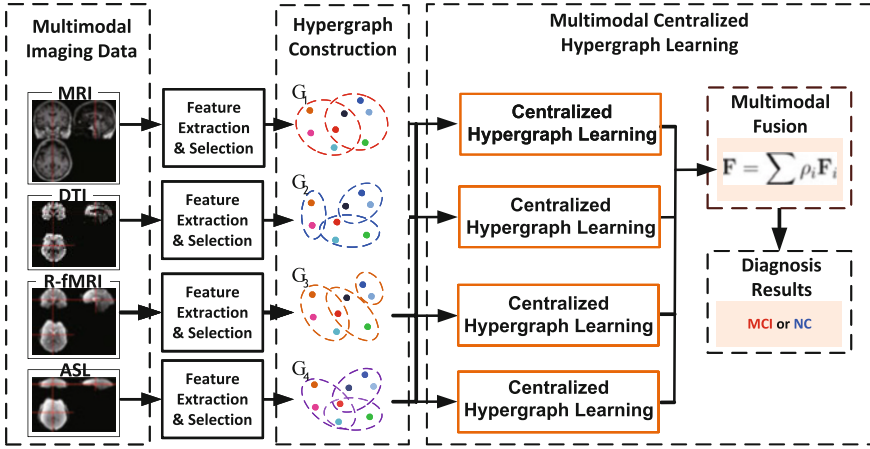 Multimodal
Imaging Data
MRI
DTI
R-fMRI
ASL
Feature
Extraction
& Selection
Feature
Extraction
& Selection
Feature
Extraction
& Selection
Feature
Extraction
& Selection
Hypergraph
Construction
G1
G2
G3
G4
Multimodal Centralized
Hypergraph Learning
Centralized
Hypergraph Learning
Centralized
Hypergraph Learning
Centralized
Hypergraph Learning
Centralized
Hypergraph Learning
Multimodal
Fusion
F = ∑ ρᵢFᵢ
Diagnosis
Results
MCI or NC